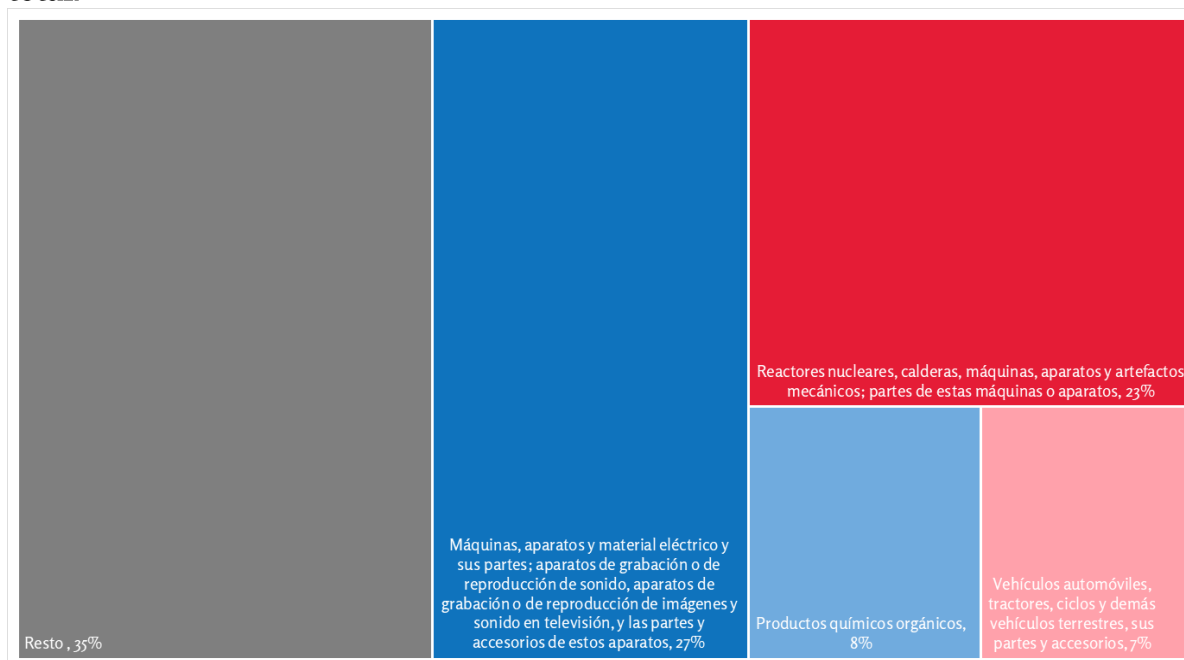 Resto , 35%
Máquinas, aparatos y material eléctrico y
sus partes; aparatos de grabación o de
reproducción de sonido, aparatos de
grabación o de reproducción de imágenes y
sonido en televisión, y las partes y
accesorios de estos aparatos, 27%
Reactores nucleares, calderas, máquinas, aparatos y artefactos
mecánicos; partes de estas máquinas o aparatos, 23%
Productos químicos orgánicos,
8%
Vehículos automóviles,
tractores, ciclos y demás
vehículos terrestres, sus
partes y accesorios, 7%